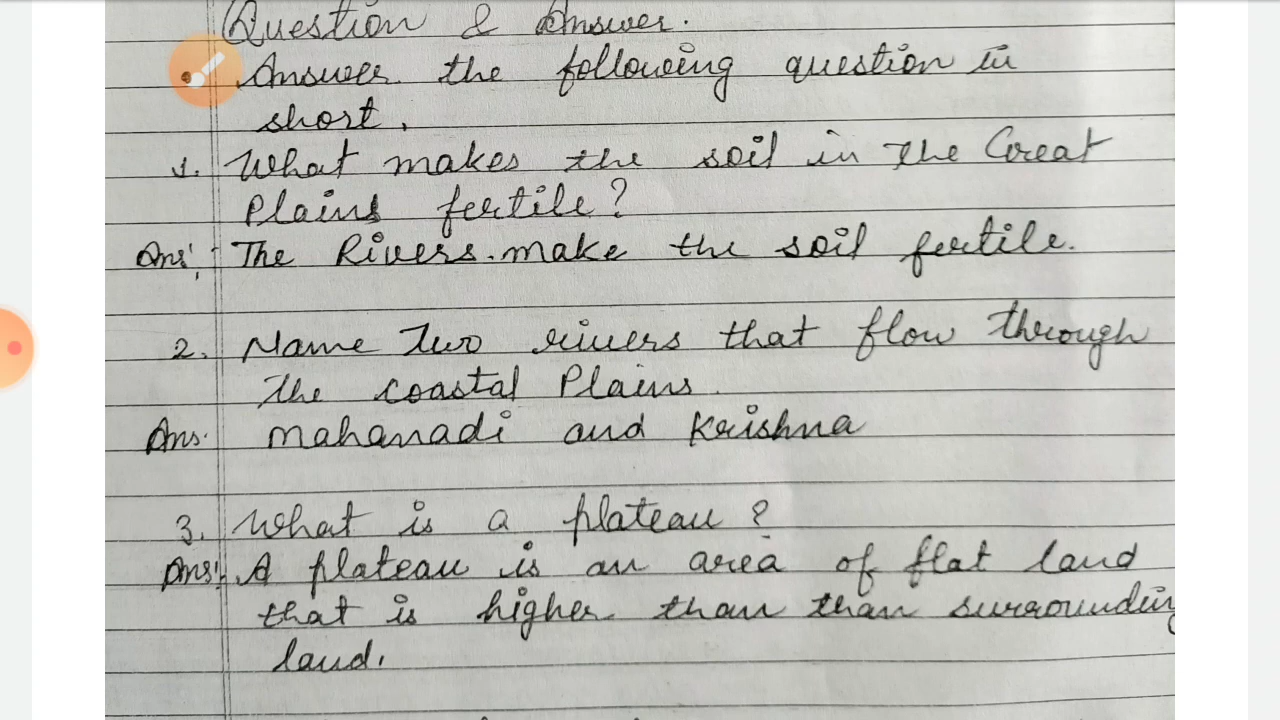 Question & Answer.
Answer the following question in
short.
1. What makes the soil in the Great
Plains fertile?
Ans: The Rivers make the soil fertile.
2. Name Two rivers that flow through
the coastal Plains.
Ans. Mahanadi and Krishna
3. What is a plateau?
Ans: A plateau is an area of flat land
that is higher than than surrounding
land.